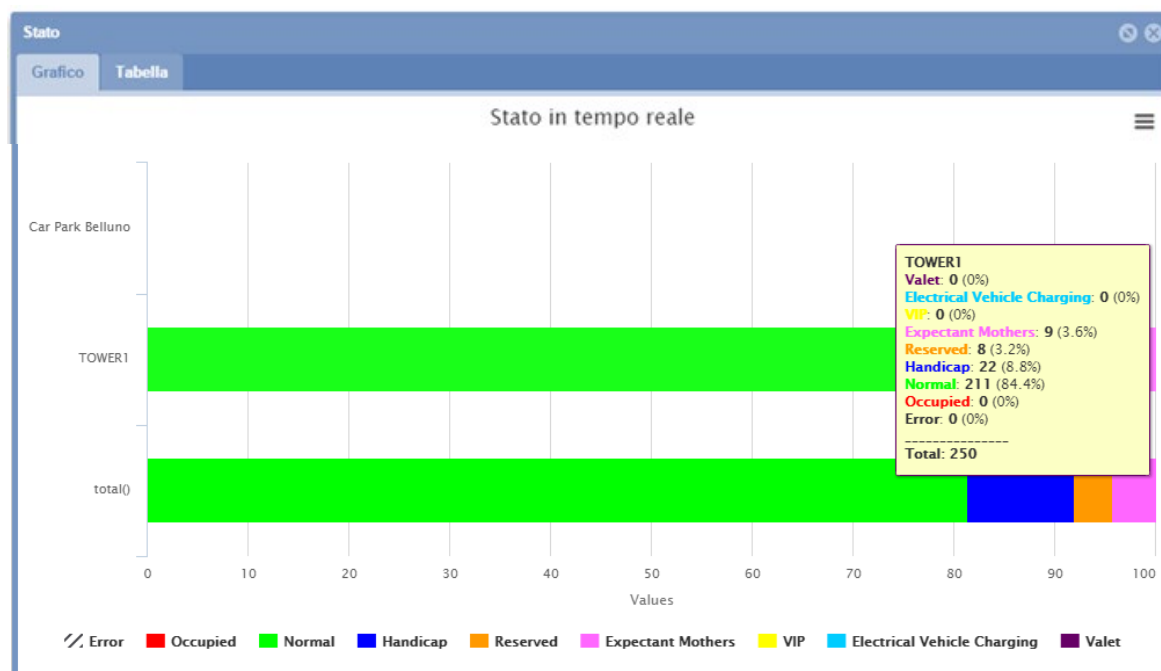 Stato
Grafico Tabella
Stato in tempo reale
Car Park Belluno
TOWER1
Valet: 0 (0%)
Electrical Vehicle Charging: 0 (0%)
VIP: 0 (0%)
Expectant Mothers: 9 (3.6%)
Reserved: 8 (3.2%)
Handicap: 22 (8.8%)
Normal: 211 (84.4%)
Occupied: 0 (0%)
Error: 0 (0%)
_______________
Total: 250
TOWER1
total()
0 10 20 30 40 50 60 70 80 90 100
Values
Error Occupied Normal Handicap Reserved Expectant Mothers VIP Electrical Vehicle Charging Valet